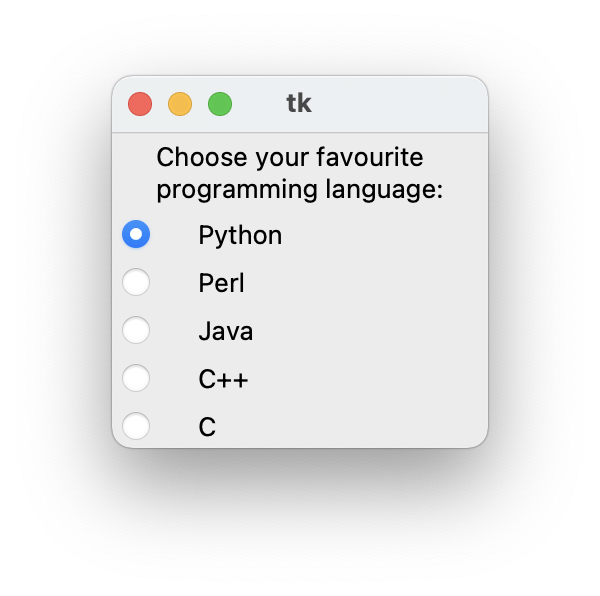 tk
Choose your favourite
programming language:
Python
Perl
Java
C++
C